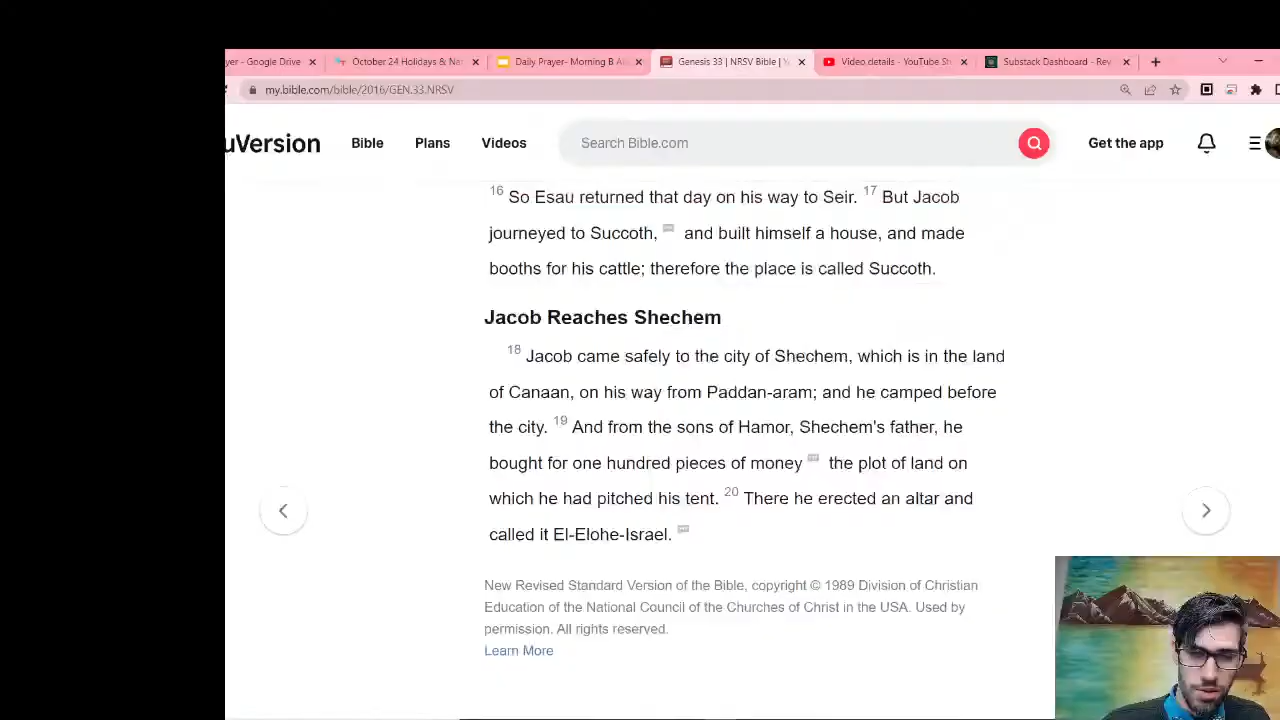 yer - Google Drive
October 24 Holidays & Na
Daily Prayer- Morning B A
Genesis 33 | NRSV Bible |
Video details - YouTube S
Substack Dashboard - Rev
my.bible.com/bible/2016/GEN.33.NRSV
uVersion
Bible
Plans
Videos
Search Bible.com
Get the app
16 So Esau returned that day on his way to Seir. 17 But Jacob
journeyed to Succoth, and built himself a house, and made
booths for his cattle; therefore the place is called Succoth.
Jacob Reaches Shechem
18 Jacob came safely to the city of Shechem, which is in the land
of Canaan, on his way from Paddan-aram; and he camped before
the city. 19 And from the sons of Hamor, Shechem's father, he
bought for one hundred pieces of money the plot of land on
which he had pitched his tent. 20 There he erected an altar and
called it El-Elohe-Israel.
New Revised Standard Version of the Bible, copyright © 1989 Division of Christian
Education of the National Council of the Churches of Christ in the USA. Used by
permission. All rights reserved.
Learn More